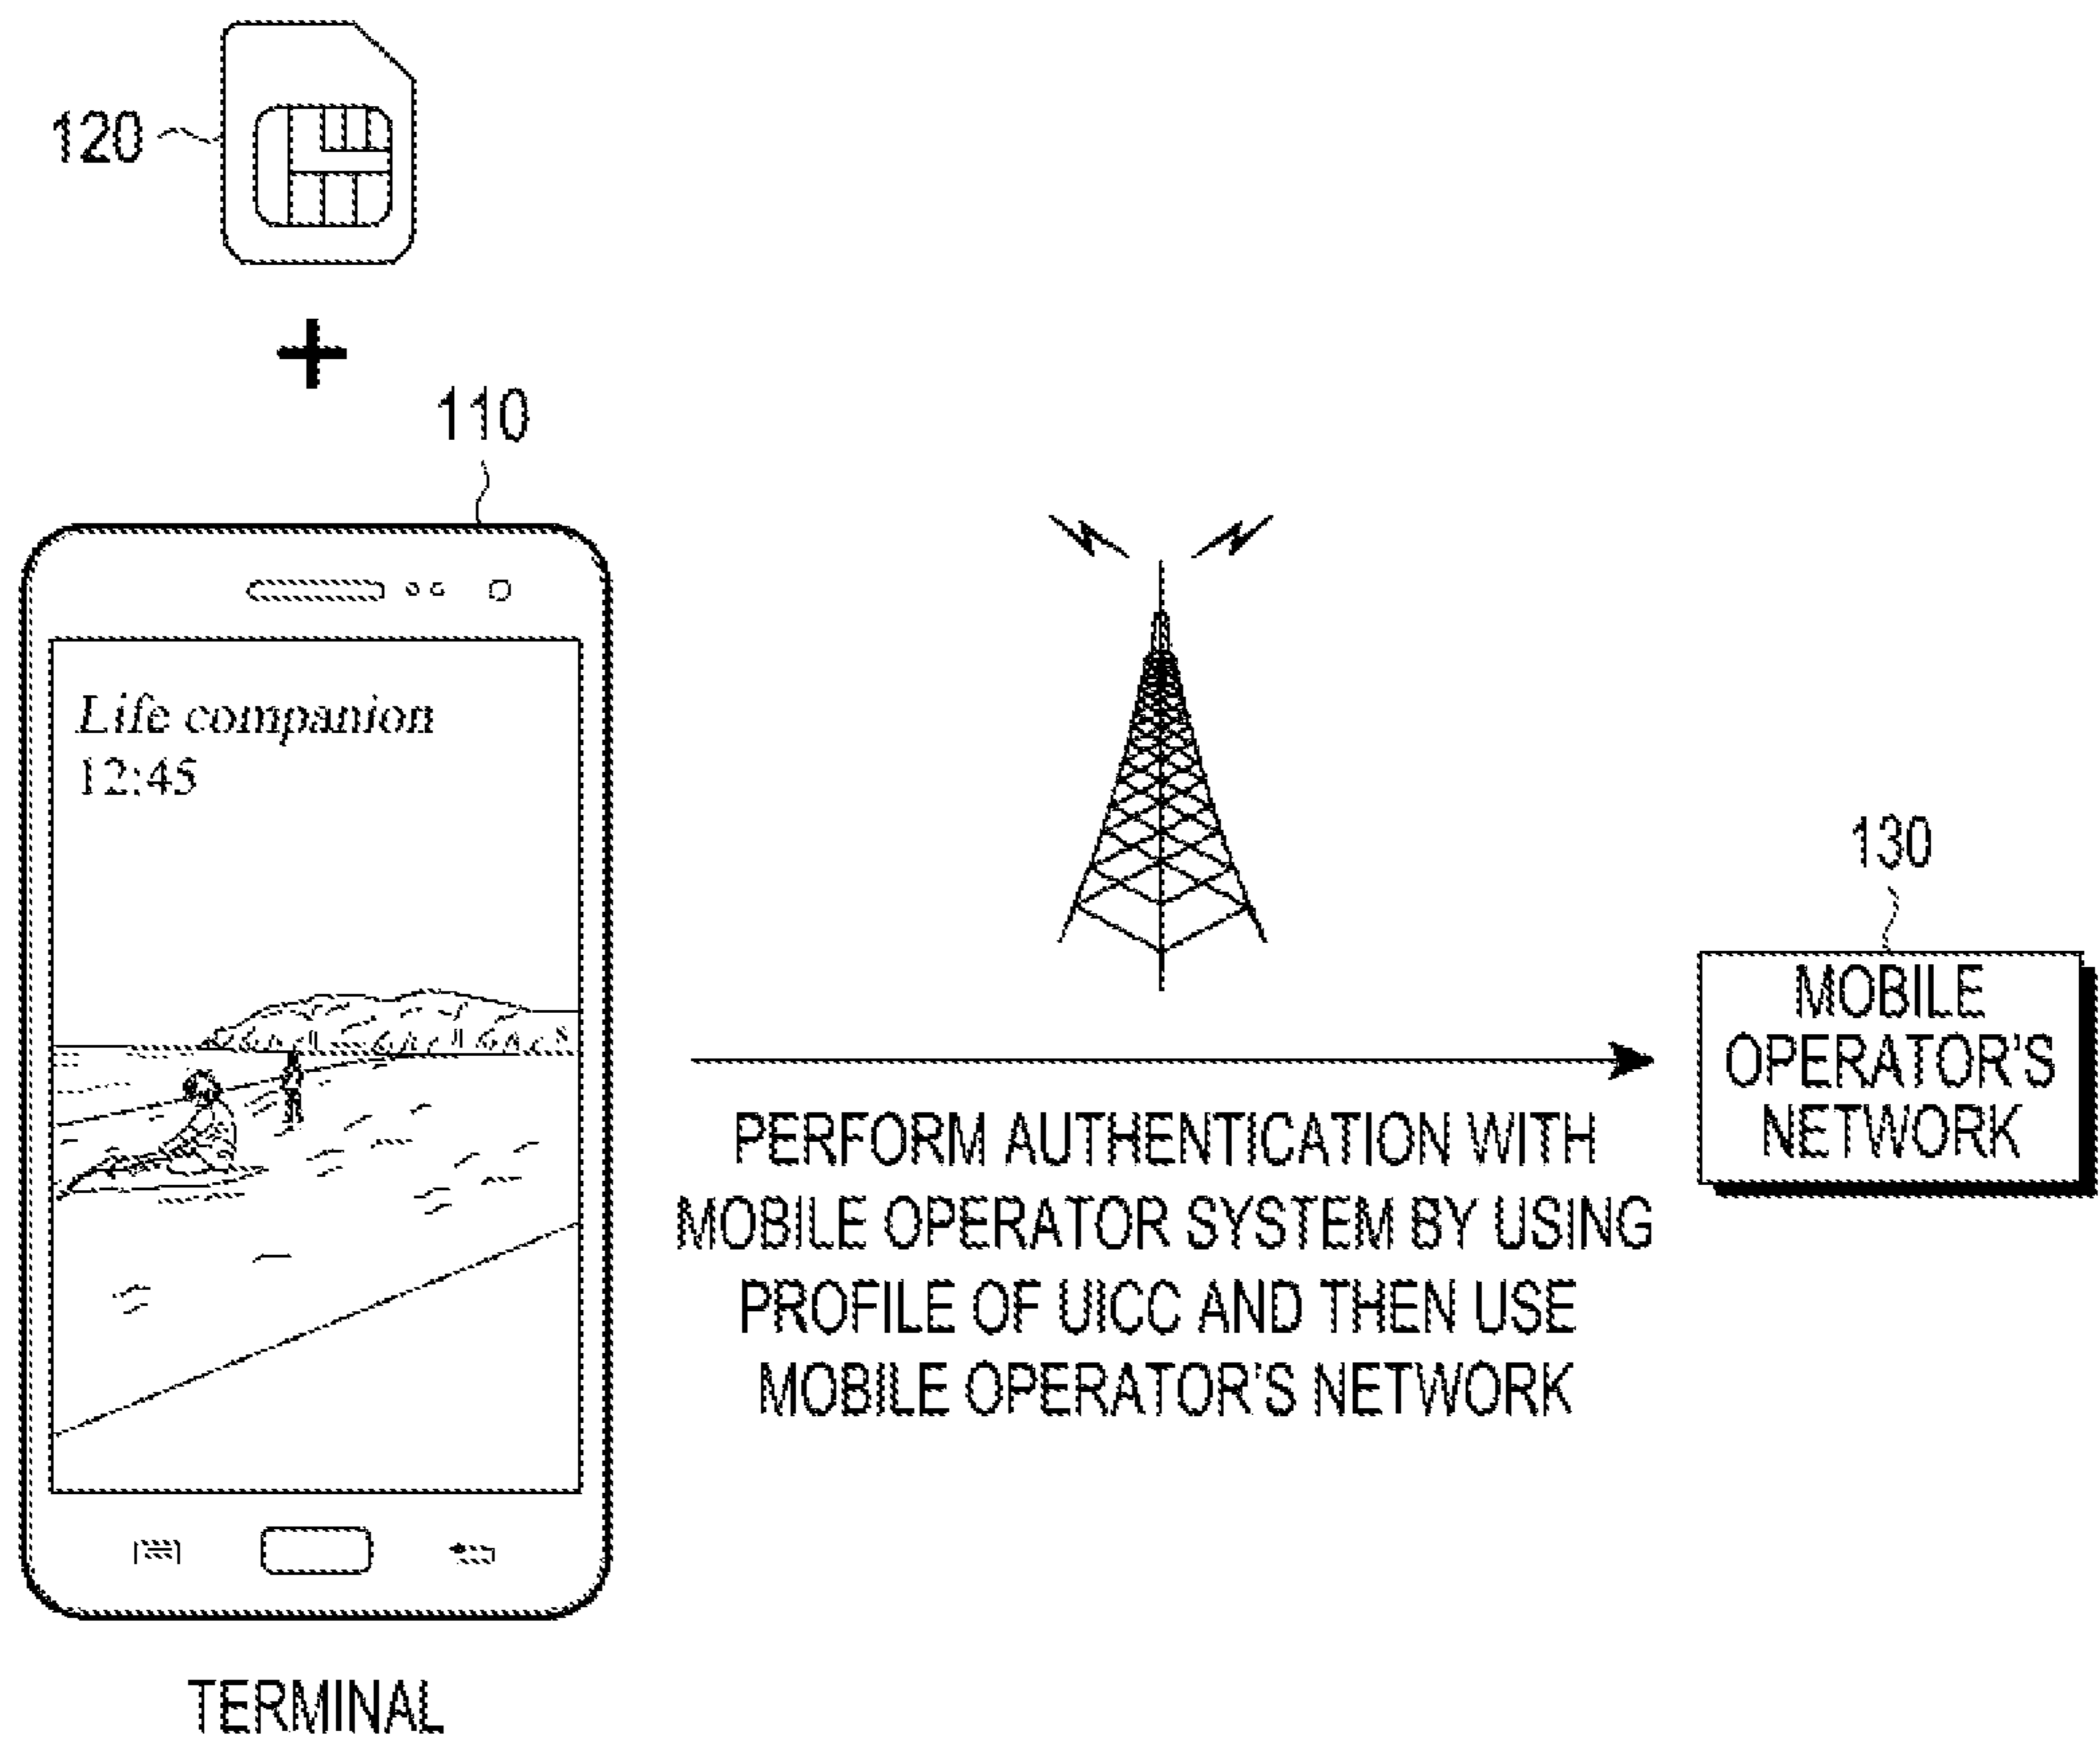 120
110
Life companion
12:45
130
MOBILE
OPERATOR'S
NETWORK
PERFORM AUTHENTICATION WITH
MOBILE OPERATOR SYSTEM BY USING
PROFILE OF UICC AND THEN USE
MOBILE OPERATOR'S NETWORK
TERMINAL